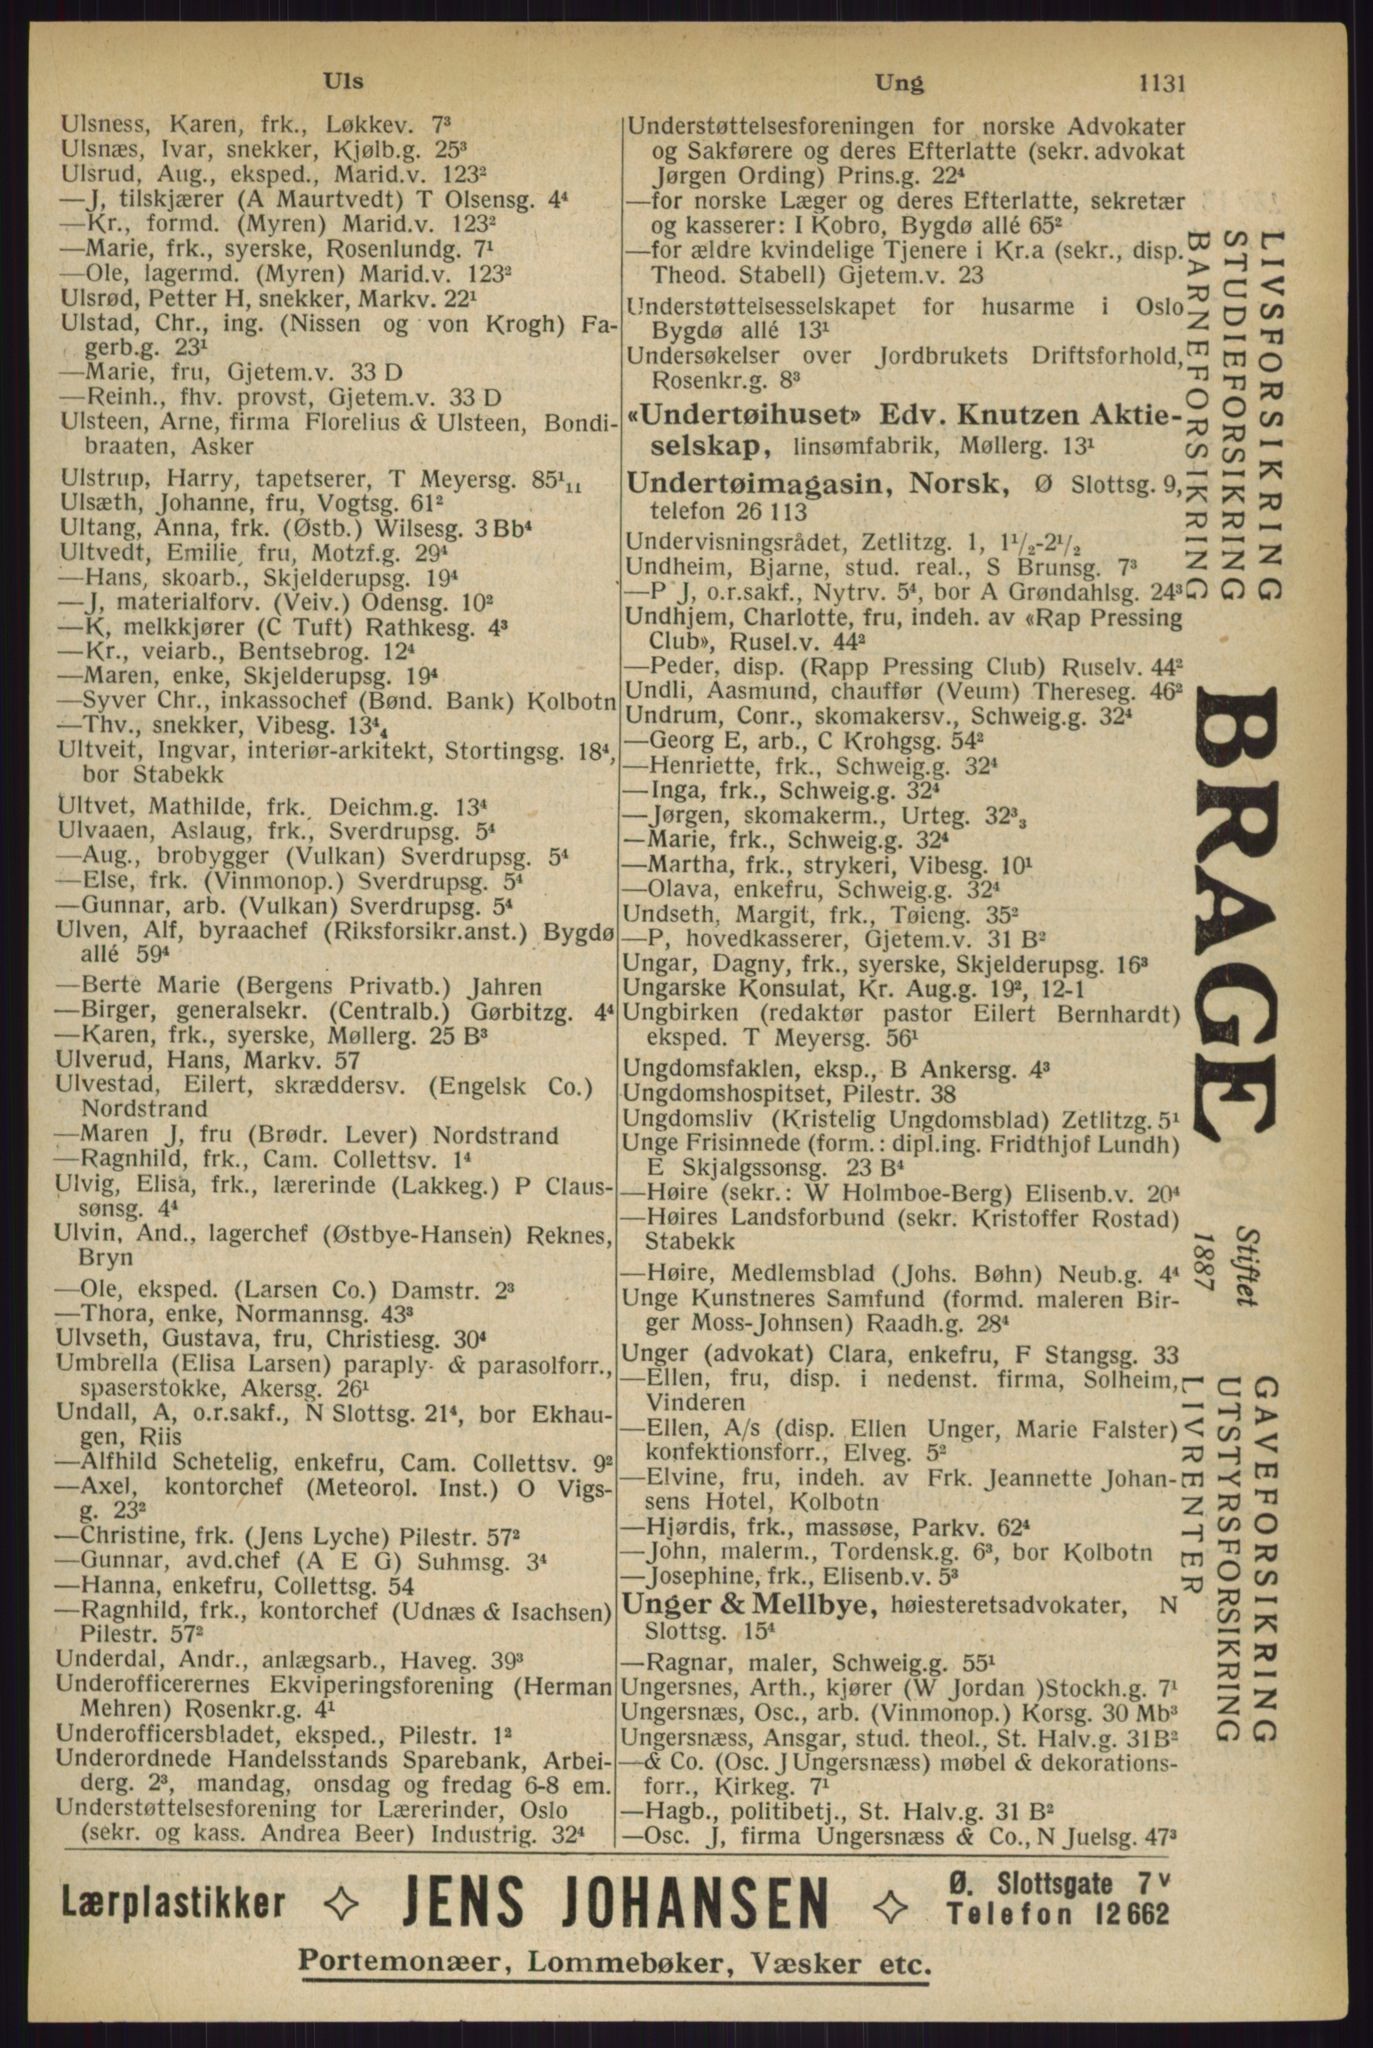 Uls
Ung
1131
Ulsness, Karen, frk., Løkkev. 7³
Ulsnæs, Ivar, snekker, Kjølb.g. 25³
Ulsrud, Aug., eksped., Marid.v. 123²
—J, tilskjærer (A Maurtvedt) T Olsensg. 4⁴
—Kr., formd. (Myren) Marid.v. 123²
—Marie, frk., syerske, Rosenlundg. 7¹
—Ole, lagermd. (Myren) Marid.v. 123²
Ulsrød, Petter H, snekker, Markv. 22¹
Ulstad, Chr., ing. (Nissen og von Krogh) Fa-
gerb.g. 23¹
—Marie, fru, Gjetem.v. 33 D
—Reinh., fhv. provst, Gjetem.v. 33 D
Ulsteen, Arne, firma Florelius & Ulsteen, Bondi-
braaten, Asker
Ulstrup, Harry, tapetserer, T Meyersg. 85¹₁₁
Ulsæth, Johanne, fru, Vogtsg. 61²
Ultang, Anna, frk. (Østb.) Wilsesg. 3 Bb⁴
Ultvedt, Emilie, fru, Motzf.g. 29⁴
—Hans, skoarb., Skjelderupsg. 19⁴
—J, materialforv. (Veiv.) Odensg. 10²
—K, melkkjører (C Tuft) Rathkesg. 4³
—Kr., veiarb., Bentsebrog. 12⁴
—Maren, enke, Skjelderupsg. 19⁴
—Syver Chr., inkassochef (Bønd. Bank) Kolbotn
—Thv., snekker, Vibesg. 13⁴₄
Ultveit, Ingvar, interiør-arkitekt, Stortingsg. 18⁴,
bor Stabekk
Ultvet, Mathilde, frk., Deichm.g. 13⁴
Ulvaaen, Aslaug, frk., Sverdrupsg. 5⁴
—Aug., brobygger (Vulkan) Sverdrupsg. 5⁴
—Else, frk. (Vinmonop.) Sverdrupsg. 5⁴
—Gunnar, arb. (Vulkan) Sverdrupsg. 5⁴
Ulven, Alf, byraachef (Riksforsikr.anst.) Bygdø
allé 59⁴
—Berte Marie (Bergens Privatb.) Jahren
—Birger, generalsekr. (Centralb.) Gørbitzg. 4⁴
—Karen, frk., syerske, Møllerg. 25 B³
Ulverud, Hans, Markv. 57
Ulvestad, Eilert, skræddersv. (Engelsk Co.)
Nordstrand
—Maren J, fru (Brødr. Lever) Nordstrand
—Ragnhild, frk., Cam. Collettsv. 1⁴
Ulvig, Elisa, frk., lærerinde (Lakkeg.) P Claus-
sønsg. 4⁴
Ulvin, And., lagerchef (Østbye-Hansen) Reknes,
Bryn
—Ole, eksped. (Larsen Co.) Damstr. 2³
—Thora, enke, Normannsg. 43³
Ulvseth, Gustava, fru, Christiesg. 30⁴
Umbrella (Elisa Larsen) paraply- & parasolforr.,
spaserstokke, Akersg. 26¹
Undall, A, o.r.sakf., N Slottsg. 21⁴, bor Ekhau-
gen, Riis
—Alfhild Schetelig, enkefru, Cam. Collettsv. 9²
—Axel, kontorchef (Meteorol. Inst.) O Vigs-
g. 23²
—Christine, frk. (Jens Lyche) Pilestr. 57²
—Gunnar, avd.chef (A E G) Suhmsg. 3⁴
—Hanna, enkefru, Collettsg. 54
—Ragnhild, frk., kontorchef (Udnæs & Isachsen)
Pilestr. 57²
Underdal, Andr., anlægsarb., Haveg. 39³
Underofficerernes Ekviperingsforening (Herman
Mehren) Rosenkr.g. 4¹
Underofficersbladet, eksped., Pilestr. 1²
Underordnede Handelsstands Sparebank, Arbei-
derg. 2³, mandag, onsdag og fredag 6-8 em.
Understøttelsesforening for Lærerinder, Oslo
(sekr. og kass. Andrea Beer) Industrig. 32⁴
Understøttelsesforeningen for norske Advokater
og Sakførere og deres Efterlatte (sekr. advokat
Jørgen Ording) Prins.g. 22⁴
—for norske Læger og deres Efterlatte, sekretær
og kasserer: I Kobro, Bygdø allé 65²
—for ældre kvindelige Tjenere i Kr.a (sekr., disp.
Theod. Stabell) Gjetem.v. 23
Understøttelsesselskapet for husarme i Oslo
Bygdø allé 13¹
Undersøkelser over Jordbrukets Driftsforhold,
Rosenkr.g. 8³
«Undertøihuset» Edv. Knutzen Aktie-
selskap, linsømfabrik, Møllerg. 13¹
Undertøimagasin, Norsk, Ø Slottsg. 9,
telefon 26 113
Undervisningsrådet, Zetlitzg. 1, 1¹/₂-2¹/₂
Undheim, Bjarne, stud. real., S Brunsg. 7³
—P J, o.r.sakf., Nytrv. 5⁴, bor A Grøndahlsg. 24³
Undhjem, Charlotte, fru, indeh. av «Rap Pressing
Club», Rusel.v. 44²
—Peder, disp. (Rapp Pressing Club) Ruselv. 44²
Undli, Aasmund, chauffør (Veum) Thereseg. 46²
Undrum, Conr., skomakersv., Schweig.g. 32⁴
—Georg E, arb., C Krohgsg. 54²
—Henriette, frk., Schweig.g. 32⁴
—Inga, frk., Schweig.g. 32⁴
—Jørgen, skomakerm., Urteg. 32³₃
—Marie, frk., Schweig.g. 32⁴
—Martha, frk., strykeri, Vibesg. 10¹
—Olava, enkefru, Schweig.g. 32⁴
Undseth, Margit, frk., Tøieng. 35²
—P, hovedkasserer, Gjetem.v. 31 B²
Ungar, Dagny, frk., syerske, Skjelderupsg. 16³
Ungarske Konsulat, Kr. Aug.g. 19², 12-1
Ungbirken (redaktør pastor Eilert Bernhardt)
eksped. T Meyersg. 56¹
Ungdomsfaklen, eksp., B Ankersg. 4³
Ungdomshospitset, Pilestr. 38
Ungdomsliv (Kristelig Ungdomsblad) Zetlitzg. 5¹
Unge Frisinnede (form.: dipl.ing. Fridthjof Lundh)
E Skjalgssonsg. 23 B⁴
—Høire (sekr.: W Holmboe-Berg) Elisenb.v. 20⁴
—Høires Landsforbund (sekr. Kristoffer Rostad)
Stabekk
—Høire, Medlemsblad (Johs. Bøhn) Neub.g. 4⁴
Unge Kunstneres Samfund (formd. maleren Bir-
ger Moss-Johnsen) Raadh.g. 28⁴
Unger (advokat) Clara, enkefru, F Stangsg. 33
—Ellen, fru, disp. i nedenst. firma, Solheim,
Vinderen
—Ellen, A/s (disp. Ellen Unger, Marie Falster)
konfektionsforr., Elveg. 5²
—Elvine, fru, indeh. av Frk. Jeannette Johan-
sens Hotel, Kolbotn
—Hjørdis, frk., massøse, Parkv. 62⁴
—John, malerm., Tordensk.g. 6³, bor Kolbotn
—Josephine, frk., Elisenb.v. 5³
Unger & Mellbye, høiesteretsadvokater, N
Slottsg. 15⁴
—Ragnar, maler, Schweig.g. 55¹
Ungersnes, Arth., kjører (W Jordan )Stockh.g. 7¹
Ungersnæs, Osc., arb. (Vinmonop.) Korsg. 30 Mb³
Ungersnæss, Ansgar, stud. theol., St. Halv.g. 31 B²
—& Co. (Osc. J Ungersnæss) møbel & dekorations-
forr., Kirkeg. 7¹
—Hagb., politibetj., St. Halv.g. 31 B²
—Osc. J, firma Ungersnæss & Co., N Juelsg. 47³
LIVSFORSIKRING
STUDIEFORSIKRING
BARNEFORSIKRING
BRAGE
Stiftet
1887
GAVEFORSIKRING
UTSTYRSFORSIKRING
LIVRENTER
Lærplastikker JENS JOHANSEN Ø. Slottsgate 7 v
Telefon 12 662
Portemonæer, Lommebøker, Væsker etc.